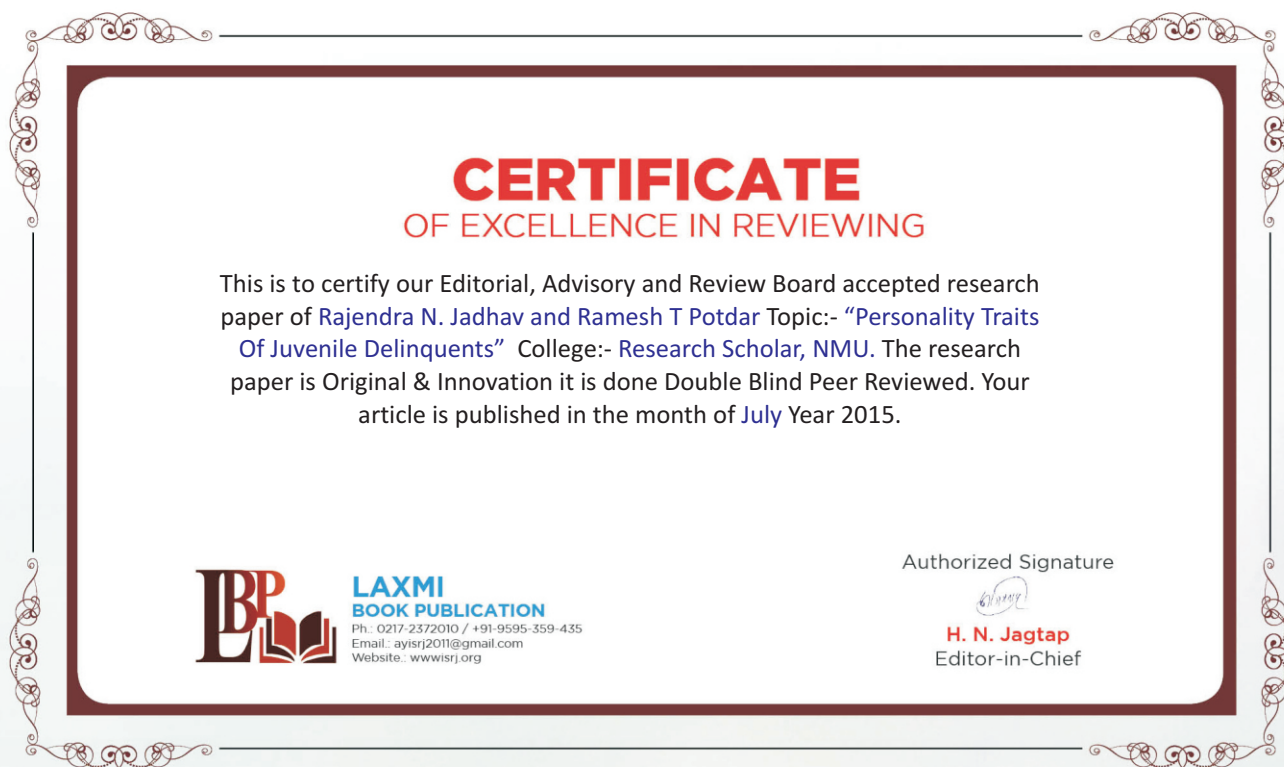 CERTIFICATE
OF EXCELLENCE IN REVIEWING
This is to certify our Editorial, Advisory and Review Board accepted research
paper of Rajendra N. Jadhav and Ramesh T Potdar Topic:- “Personality Traits
Of Juvenile Delinquents” College:- Research Scholar, NMU. The research
paper is Original & Innovation it is done Double Blind Peer Reviewed. Your
article is published in the month of July Year 2015.
LBP
LAXMI
BOOK PUBLICATION
Ph.: 0217-2372010 / +91-9595-359-435
Email.: ayisrj2011@gmail.com
Website.: wwwisrj.org
Authorized Signature
H. N. Jagtap
Editor-in-Chief